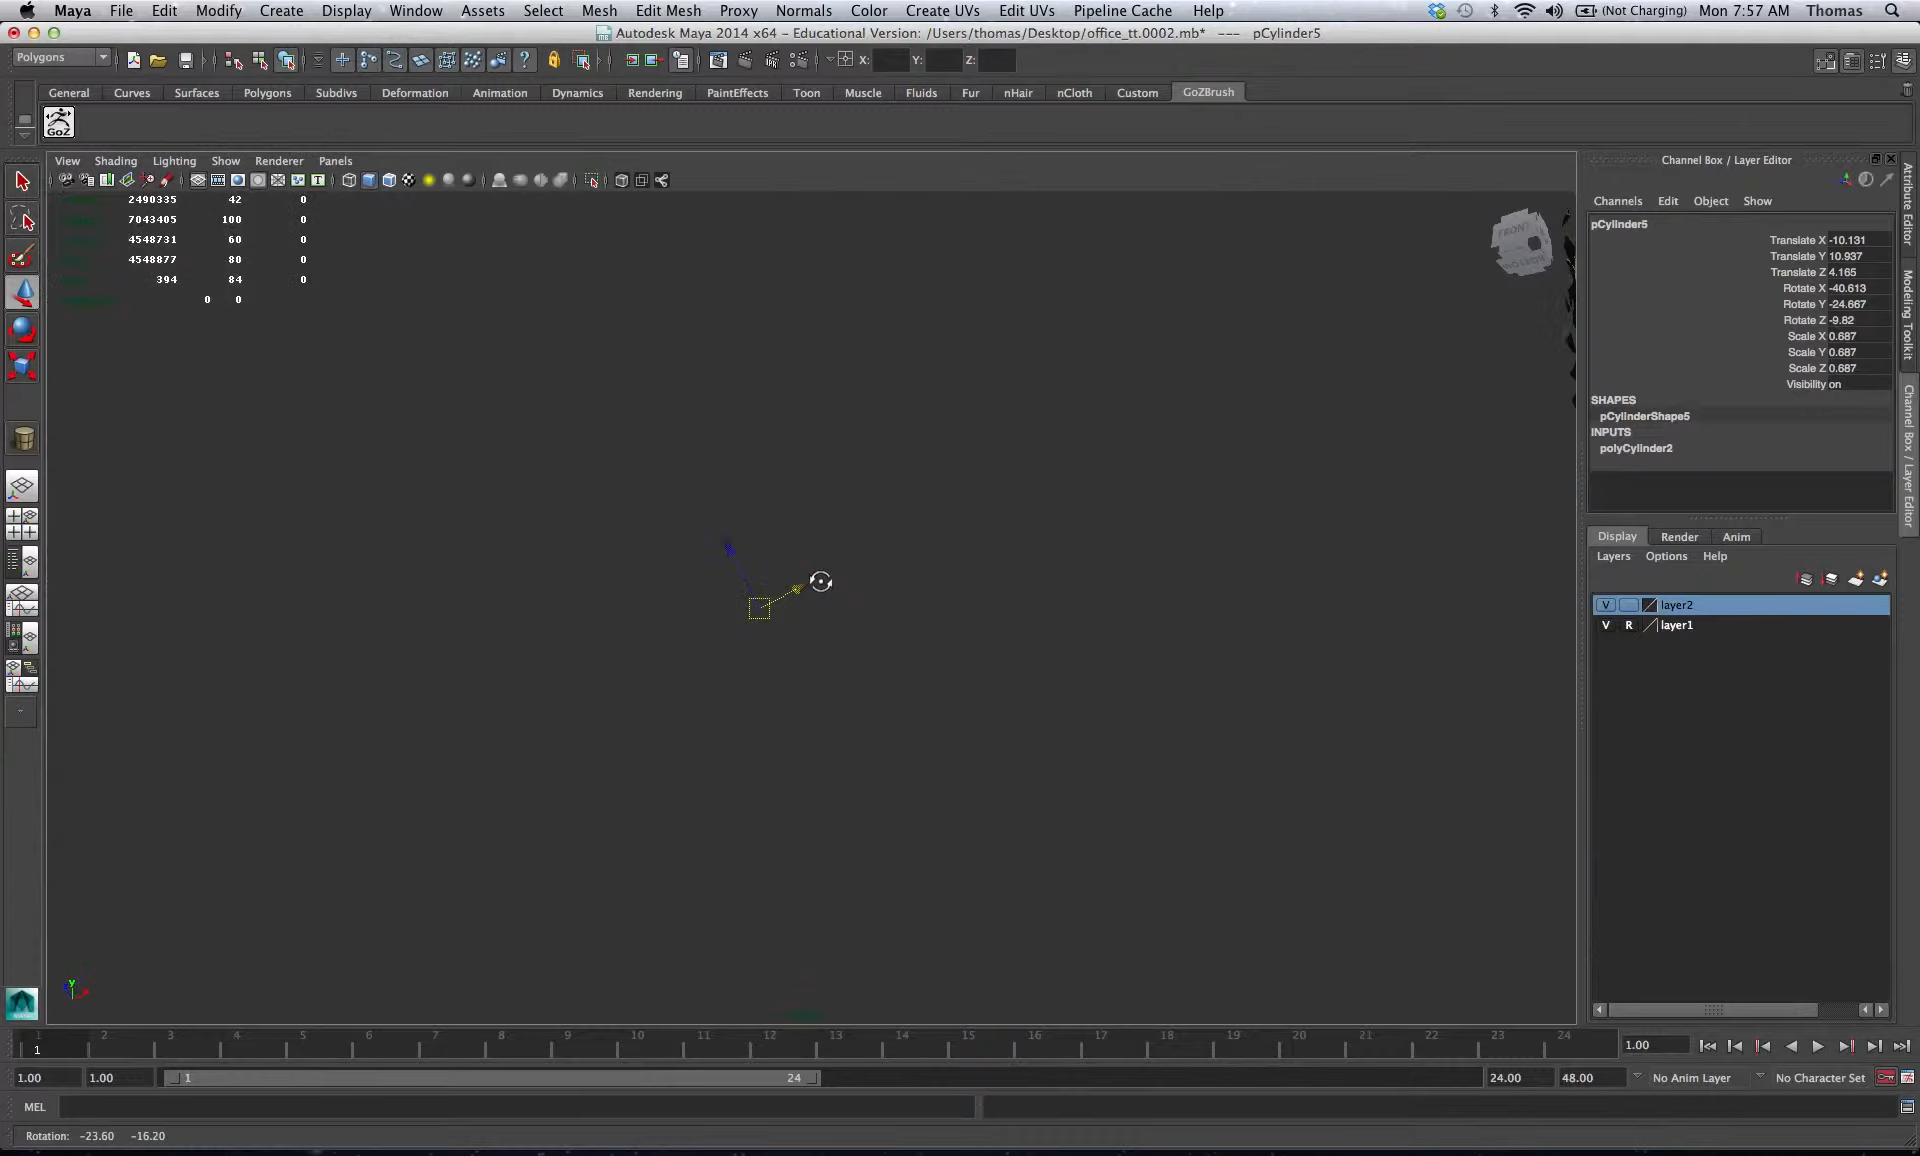 Maya File Edit Modify Create Display Window Assets Select Mesh Edit Mesh Proxy Normals Color Create UVs Edit UVs Pipeline Cache Help (Not Charging) Mon 7:57 AM Thomas
Autodesk Maya 2014 x64 – Educational Version: /Users/thomas/Desktop/office_tt.0002.mb* --- pCylinder5
Polygons X: Y: Z:
General Curves Surfaces Polygons Subdivs Deformation Animation Dynamics Rendering PaintEffects Toon Muscle Fluids Fur nHair nCloth Custom GoZBrush
GoZ
View Shading Lighting Show Renderer Panels
2490335 42 0
7043405 100 0
4548731 60 0
4548877 80 0
394 84 0
0 0
FRONT
y
Channel Box / Layer Editor
Channels Edit Object Show
pCylinder5
Translate X -10.131
Translate Y 10.937
Translate Z 4.165
Rotate X -40.613
Rotate Y -24.667
Rotate Z -9.82
Scale X 0.687
Scale Y 0.687
Scale Z 0.687
Visibility on
SHAPES
pCylinderShape5
INPUTS
polyCylinder2
Display Render Anim
Layers Options Help
V layer2
V R layer1
Attribute Editor
Modeling Toolkit
Channel Box / Layer Editor
1 2 3 4 5 6 7 8 9 10 11 12 13 14 15 16 17 18 19 20 21 22 23 24
1
1.00
1.00 1.00 1 24 24.00 48.00 No Anim Layer No Character Set
MEL
Rotation: -23.60 -16.20